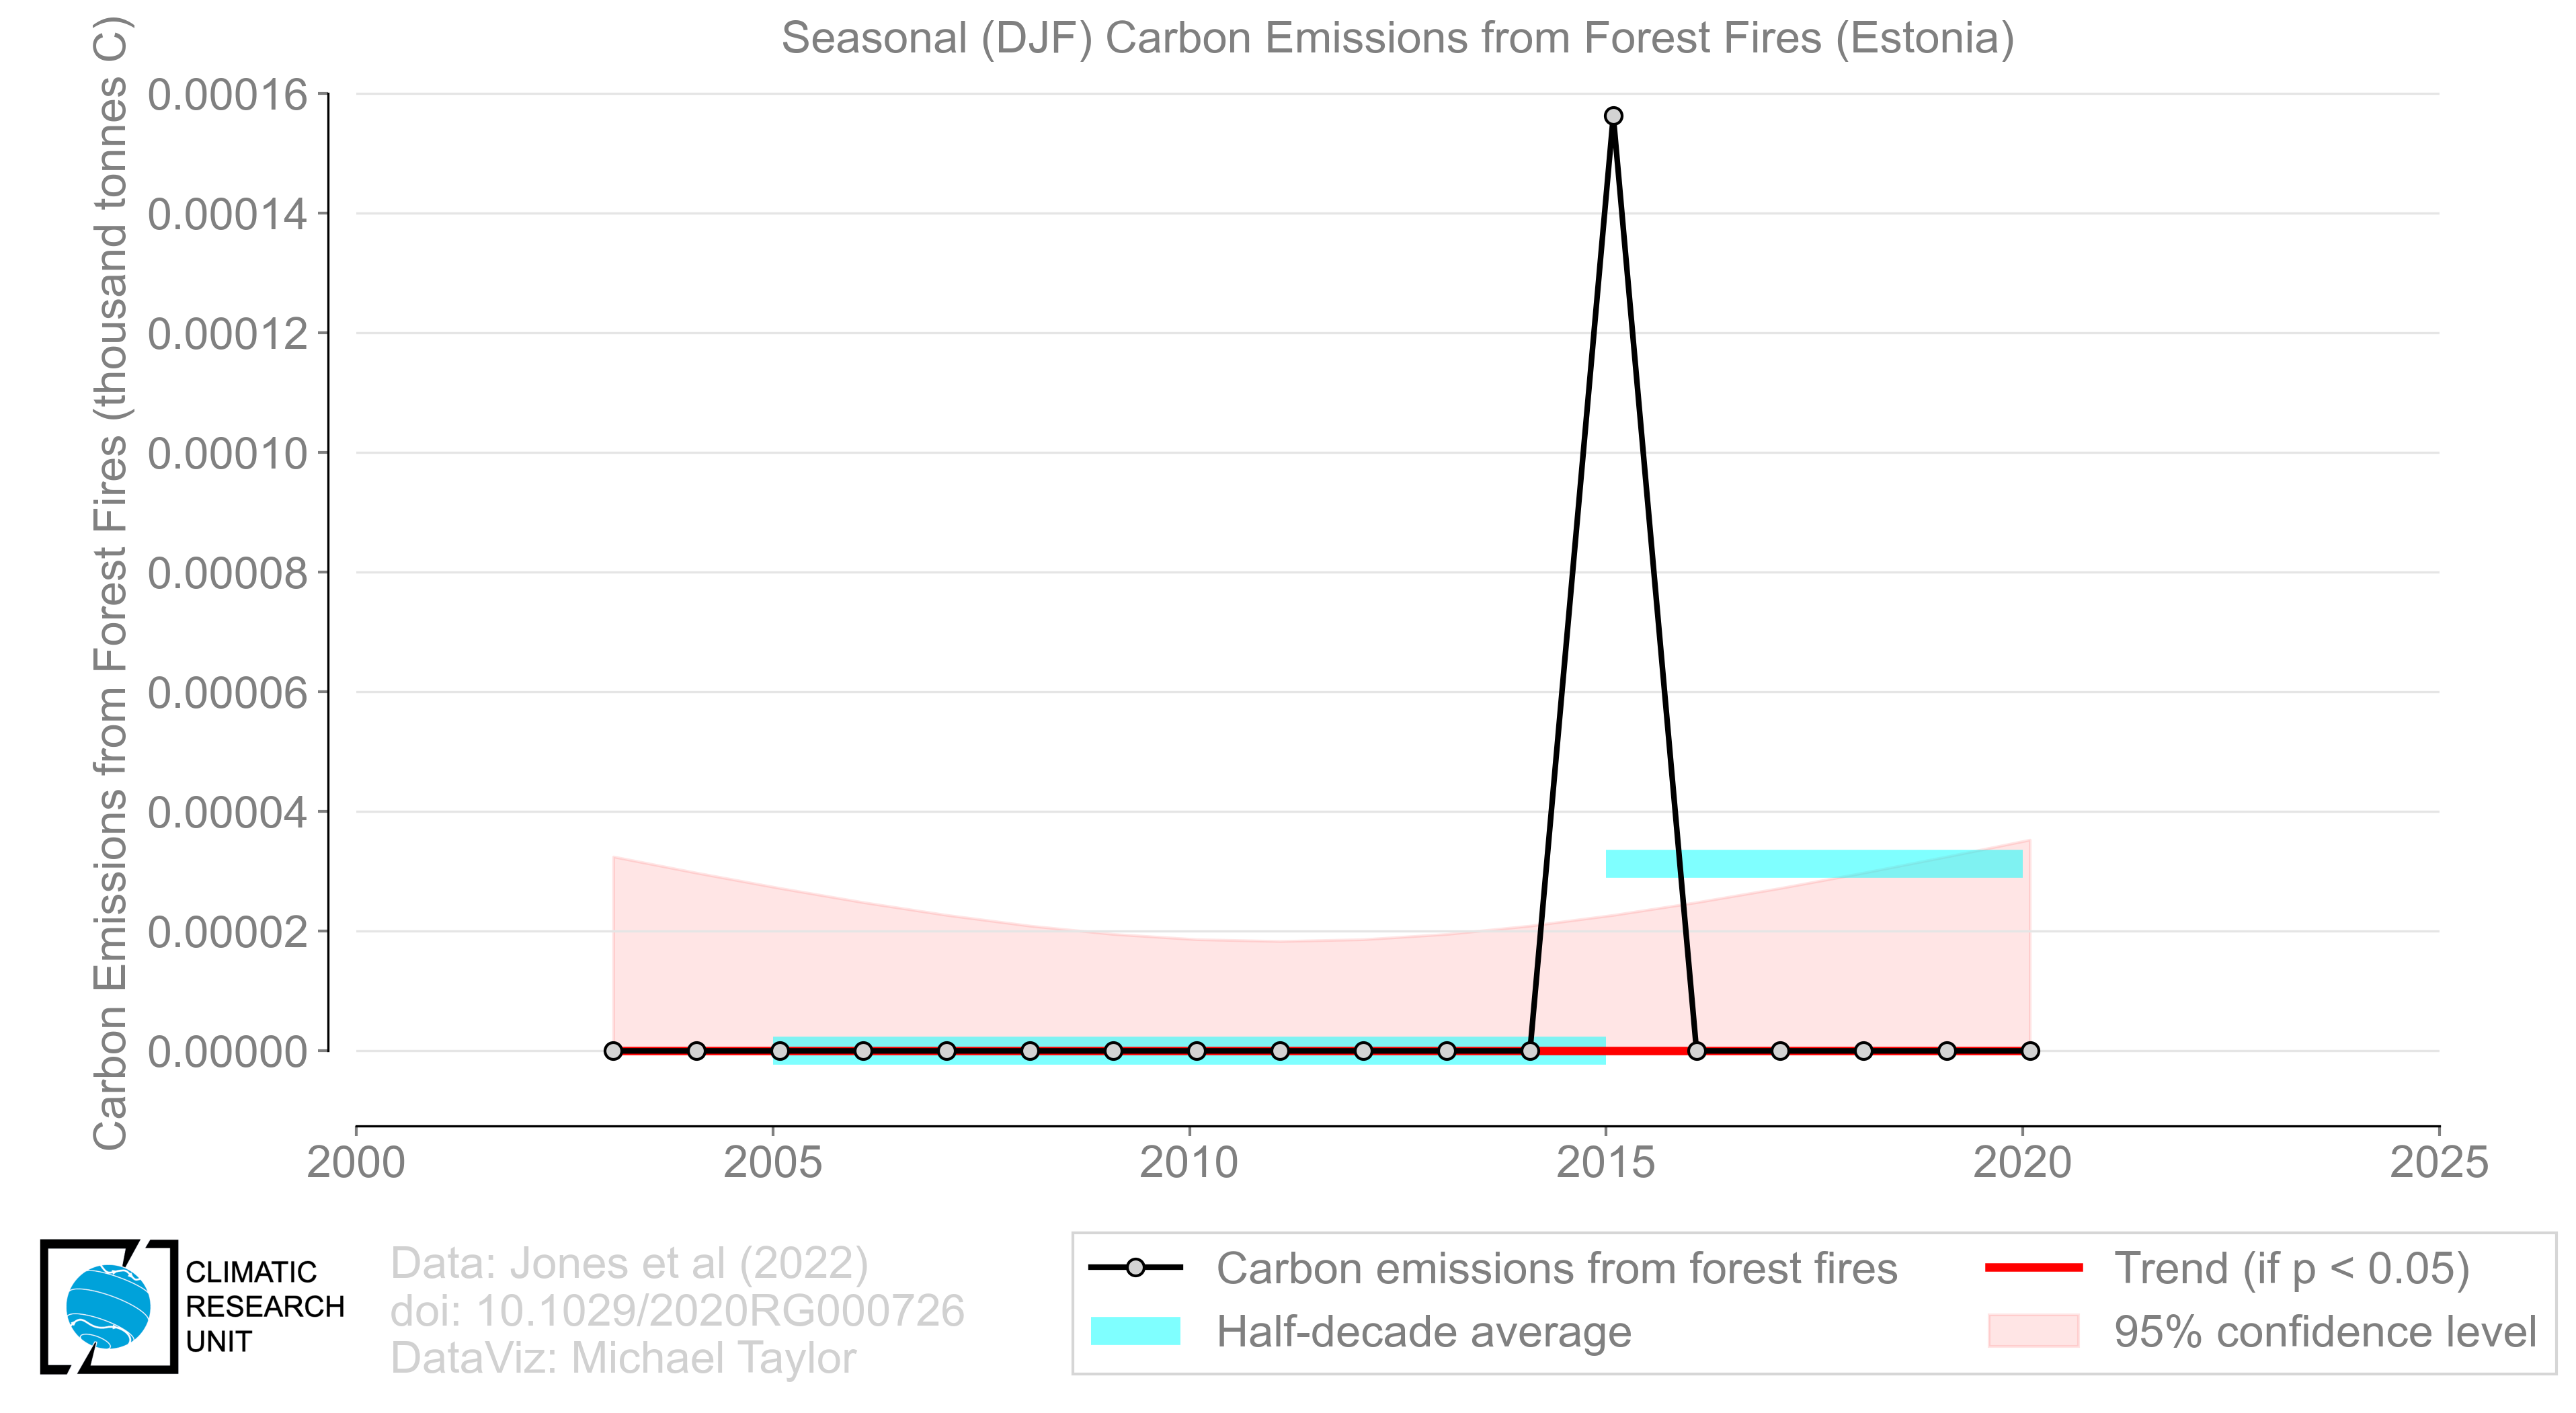 Seasonal (DJF) Carbon Emissions from Forest Fires (Estonia)
Carbon Emissions from Forest Fires (thousand tonnes C)
0.00016
0.00014
0.00012
0.00010
0.00008
0.00006
0.00004
0.00002
0.00000
2000 2005 2010 2015 2020 2025
CLIMATIC
RESEARCH
UNIT
Data: Jones et al (2022)
doi: 10.1029/2020RG000726
DataViz: Michael Taylor
Carbon emissions from forest fires
Half-decade average
Trend (if p < 0.05)
95% confidence level